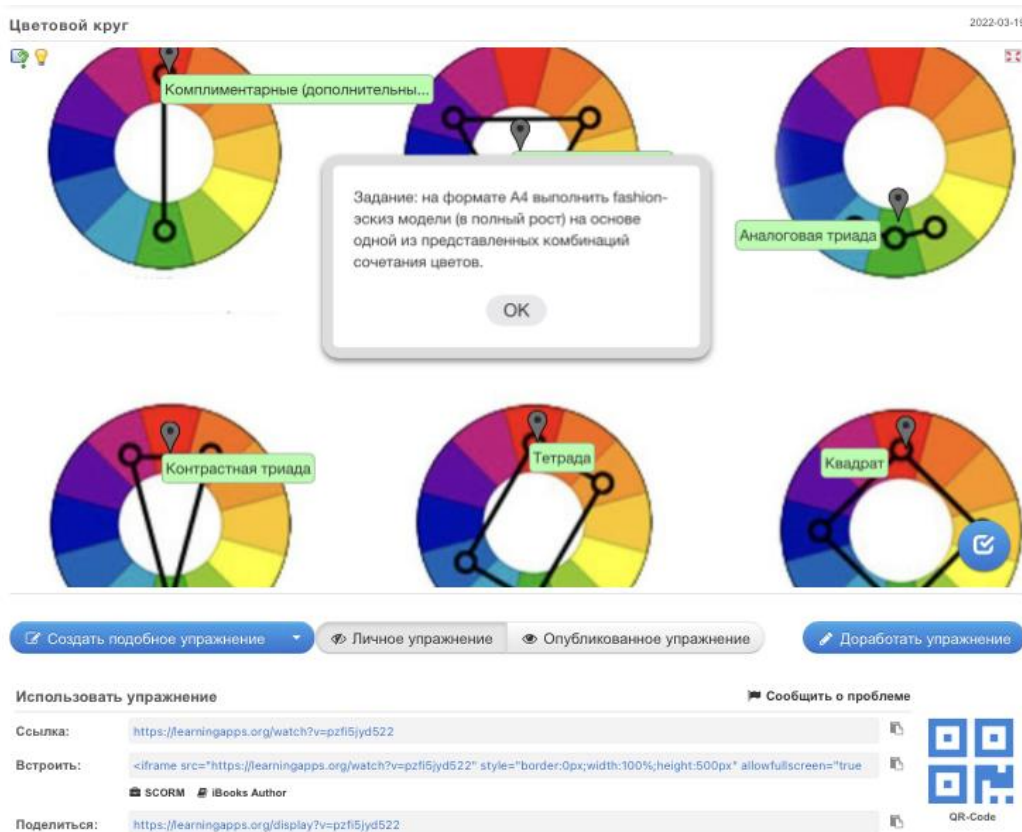 Цветовой круг
2022-03-19
Комплиментарные (дополнительны...
Задание: на формате А4 выполнить fashion-
эскиз модели (в полный рост) на основе
одной из представленных комбинаций
сочетания цветов.
OK
Аналоговая триада
Контрастная триада
Тетрада
Квадрат
Создать подобное упражнение
Личное упражнение
Опубликованное упражнение
Доработать упражнение
Использовать упражнение
Сообщить о проблеме
Ссылка:
https://learningapps.org/watch?v=pzfi5jyd522
Встроить:
<iframe src="https://learningapps.org/watch?v=pzfi5jyd522" style="border:0px;width:100%;height:500px" allowfullscreen="true
SCORM iBooks Author
QR-Code
Поделиться:
https://learningapps.org/display?v=pzfi5jyd522